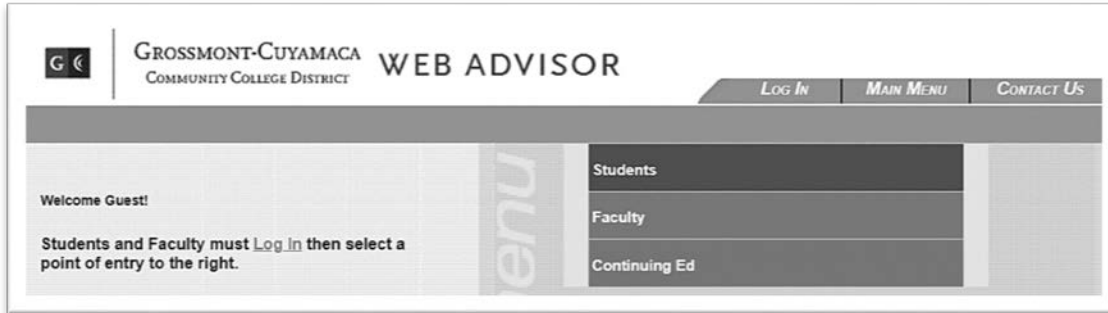 G C
GROSSMONT-CUYAMACA
COMMUNITY COLLEGE DISTRICT
WEB ADVISOR
LOG IN
MAIN MENU
CONTACT US
Welcome Guest!
Students and Faculty must Log In then select a
point of entry to the right.
menu
Students
Faculty
Continuing Ed